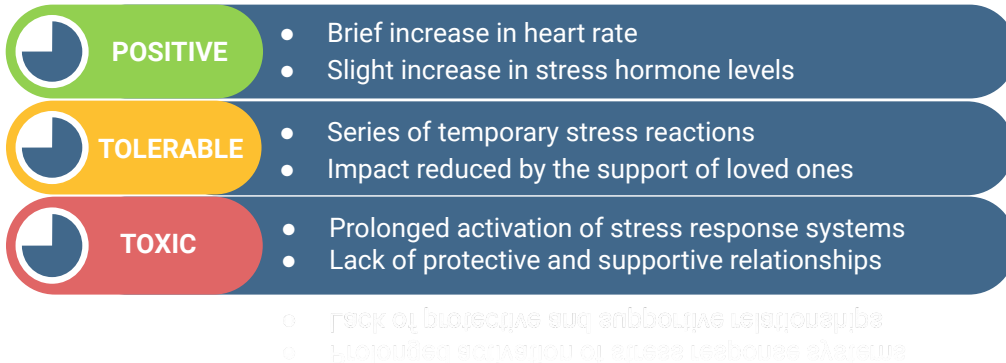 POSITIVE
● Brief increase in heart rate
● Slight increase in stress hormone levels
TOLERABLE
● Series of temporary stress reactions
● Impact reduced by the support of loved ones
TOXIC
● Prolonged activation of stress response systems
● Lack of protective and supportive relationships